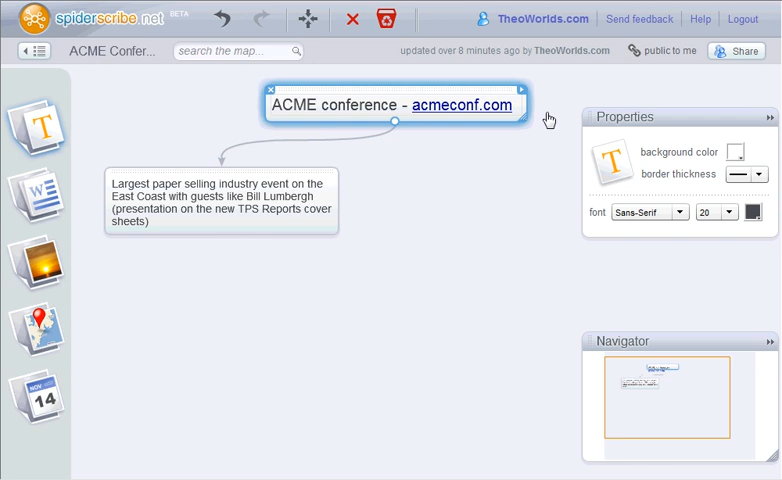 spiderscribe net BETA
TheoWorlds.com Send feedback Help Logout
ACME Confer... search the map... updated over 8 minutes ago by TheoWorlds.com public to me Share
ACME conference - acmeconf.com
Largest paper selling industry event on the
East Coast with guests like Bill Lumbergh
(presentation on the new TPS Reports cover
sheets)
T
W
NOV
14
Properties
T
background color
border thickness
font Sans-Serif 20
Navigator